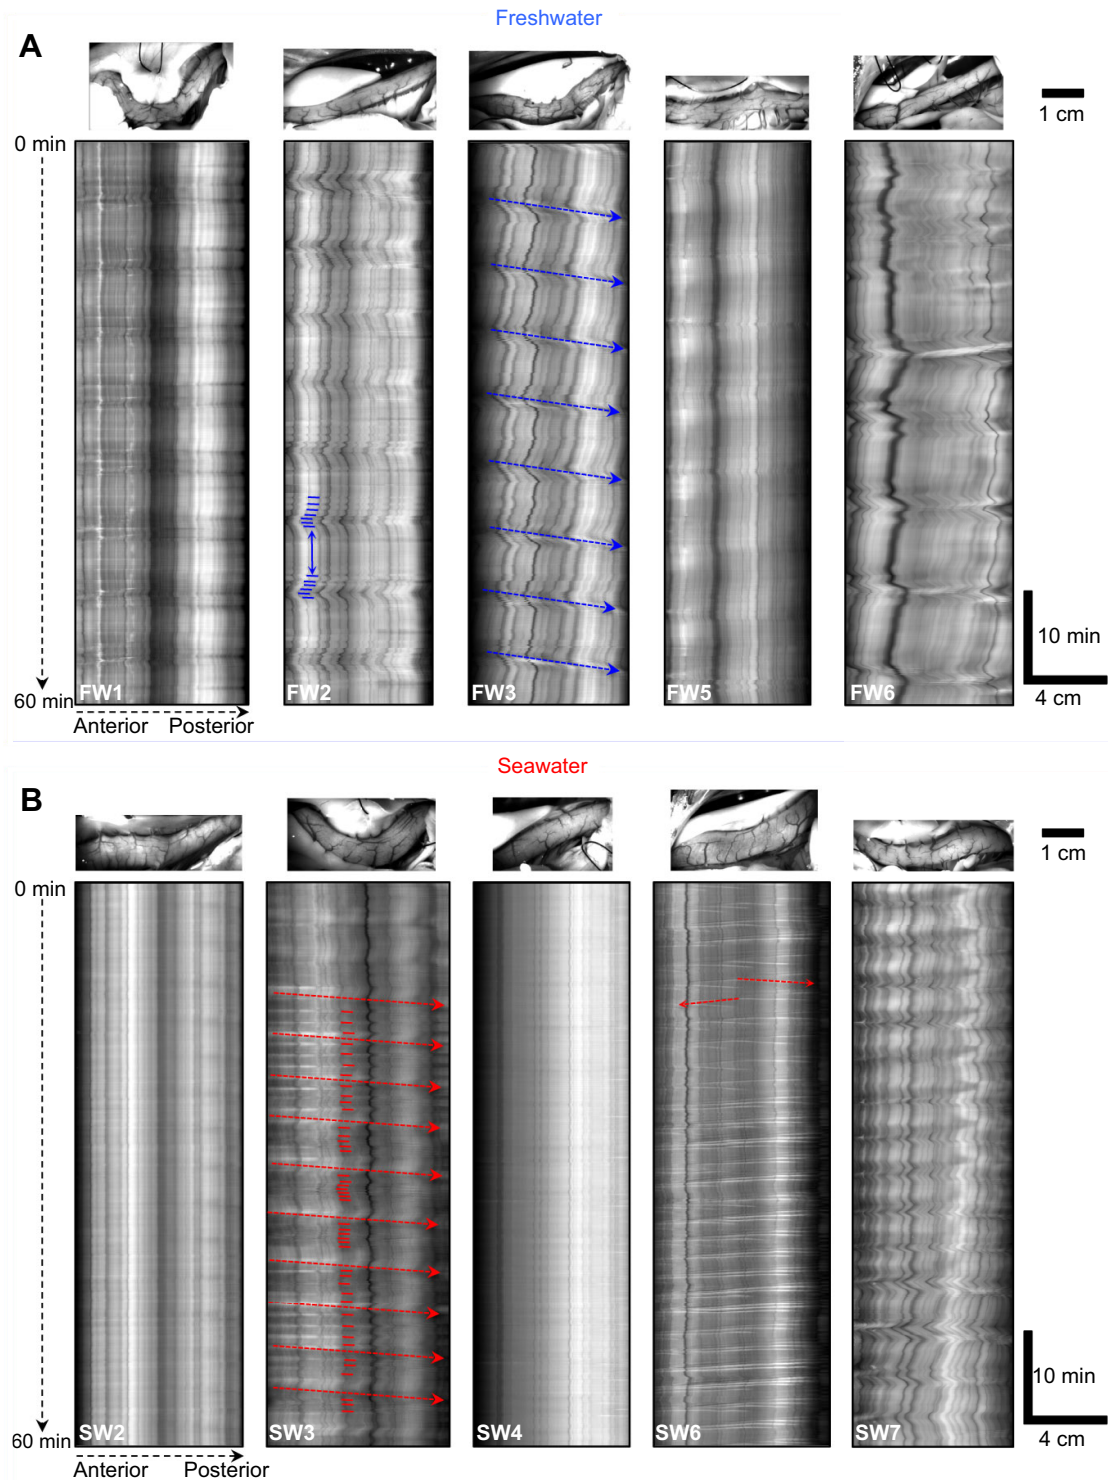 Freshwater
A
1 cm
0 min
10 min
4 cm
60 min
FW1
FW2
FW3
FW5
FW6
Anterior Posterior
Seawater
B
1 cm
0 min
10 min
4 cm
60 min
SW2
SW3
SW4
SW6
SW7
Anterior Posterior